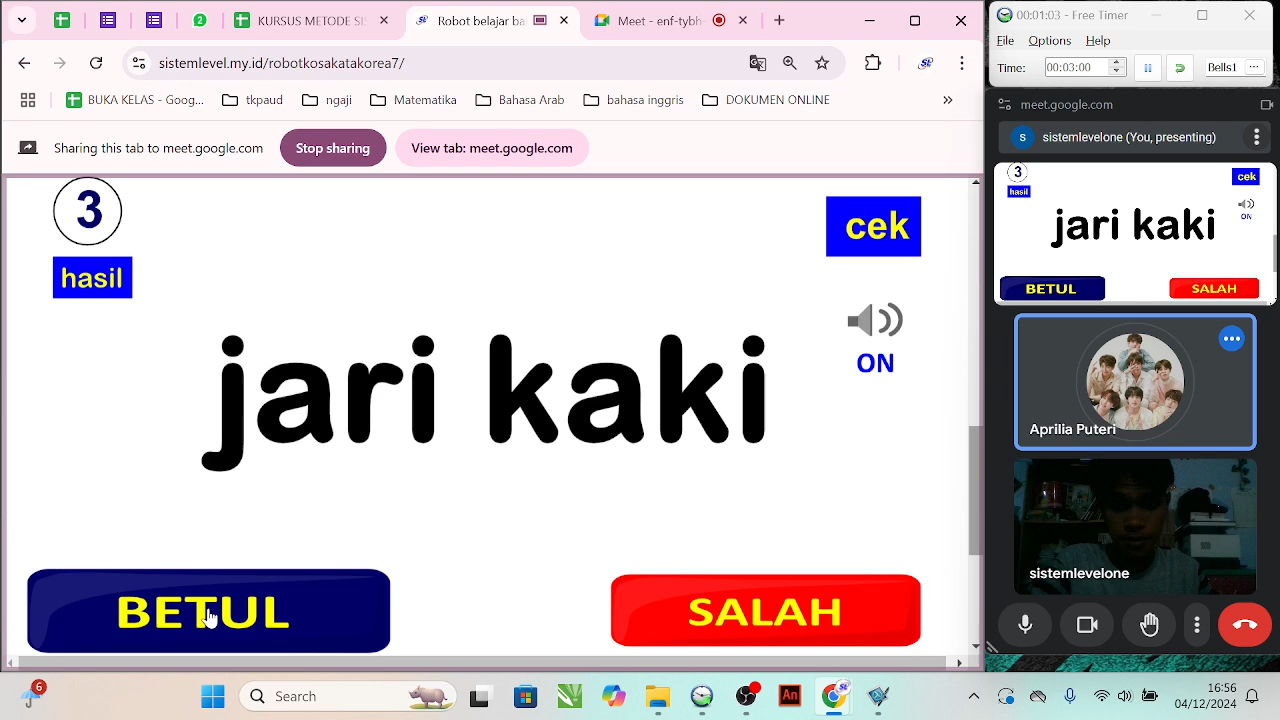 2
KURSUS METODE SIS
Robot belajar ba
Meet - enf-tybh
sistemlevel.my.id/robotkosakatakorea7/
BUKA KELAS - Goog...
tkpaud
ngaji
Matematika
Bahasa Arab
bahasa inggris
DOKUMEN ONLINE
Sharing this tab to meet.google.com
Stop sharing
View tab: meet.google.com
3
cek
hasil
jari kaki
ON
BETUL
SALAH
00:01:03 - Free Timer
File Options Help
Time: 00:03:00 Bells1 ...
meet.google.com
s
sistemlevelone (You, presenting)
3
cek
hasil
ON
jari kaki
BETUL
SALAH
Aprilia Puteri
sistemlevelone
6
Search
An
16:56
04/12/2024